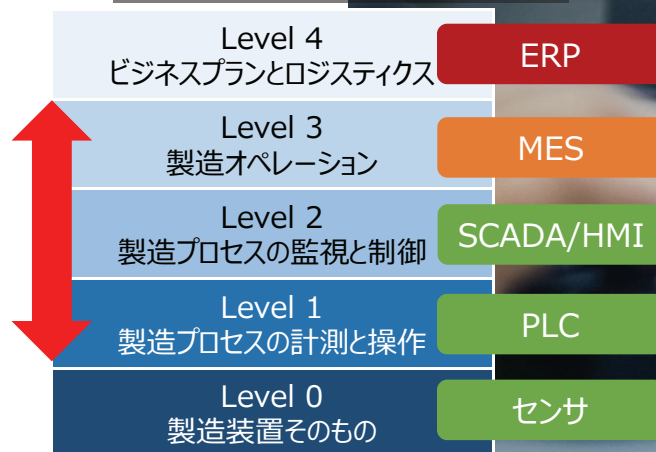 Level 4
ビジネスプランとロジスティクス
ERP
Level 3
製造オペレーション
MES
Level 2
製造プロセスの監視と制御
SCADA/HMI
Level 1
製造プロセスの計測と操作
PLC
Level 0
製造装置そのもの
センサ